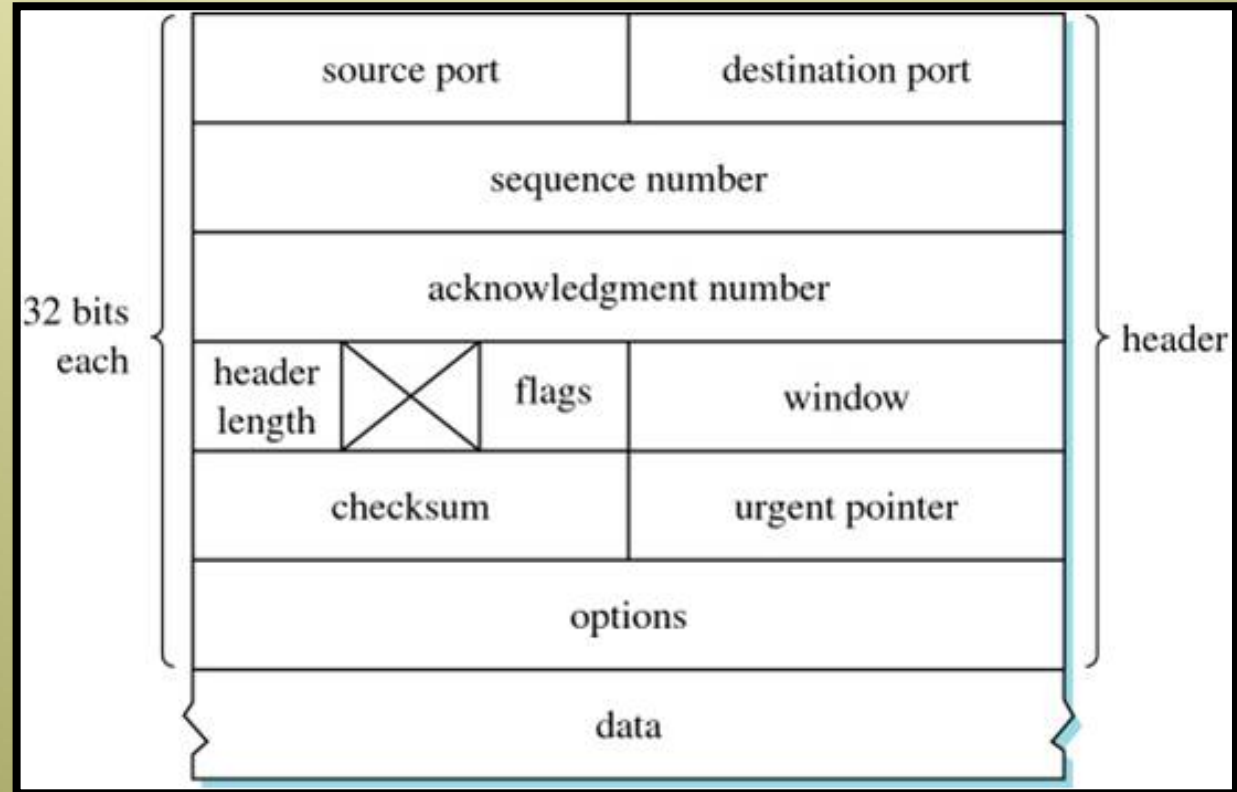 source port
destination port
sequence number
acknowledgment number
32 bits
each
header
length
flags
window
header
checksum
urgent pointer
options
data